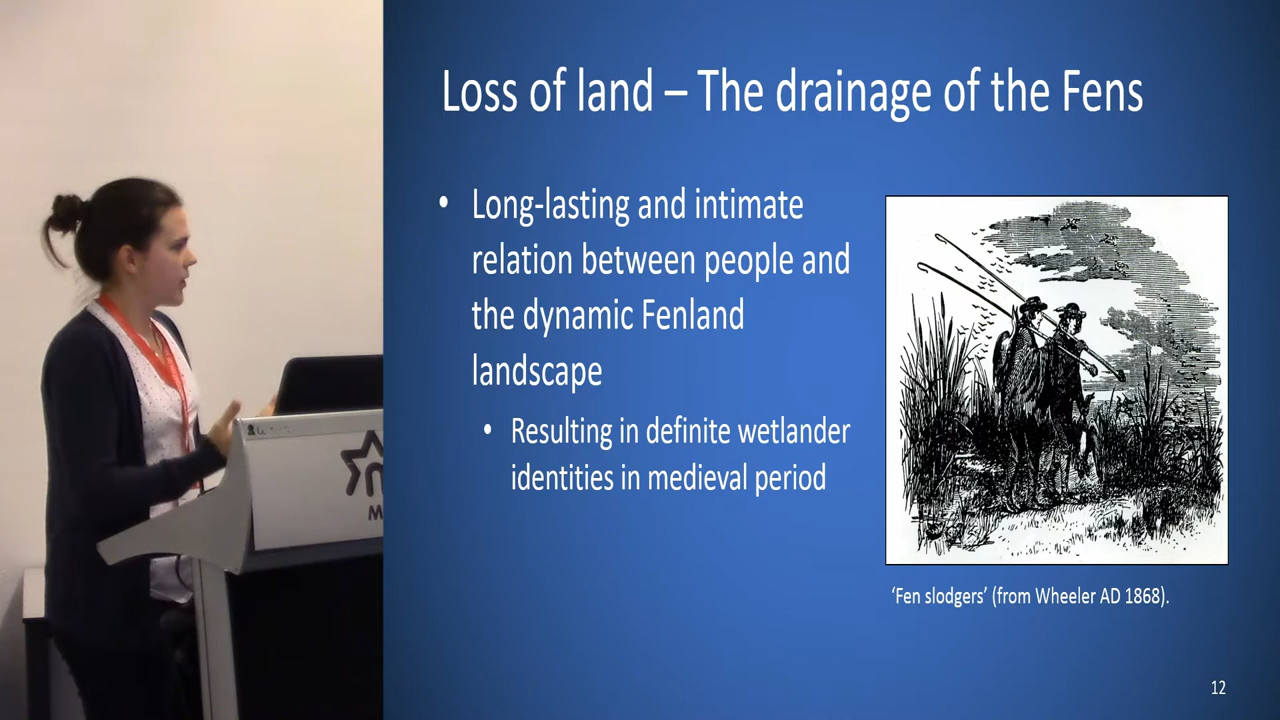 Loss of land – The drainage of the Fens
• Long-lasting and intimate
relation between people and
the dynamic Fenland
landscape
• Resulting in definite wetlander
identities in medieval period
‘Fen slodgers’ (from Wheeler AD 1868).
12